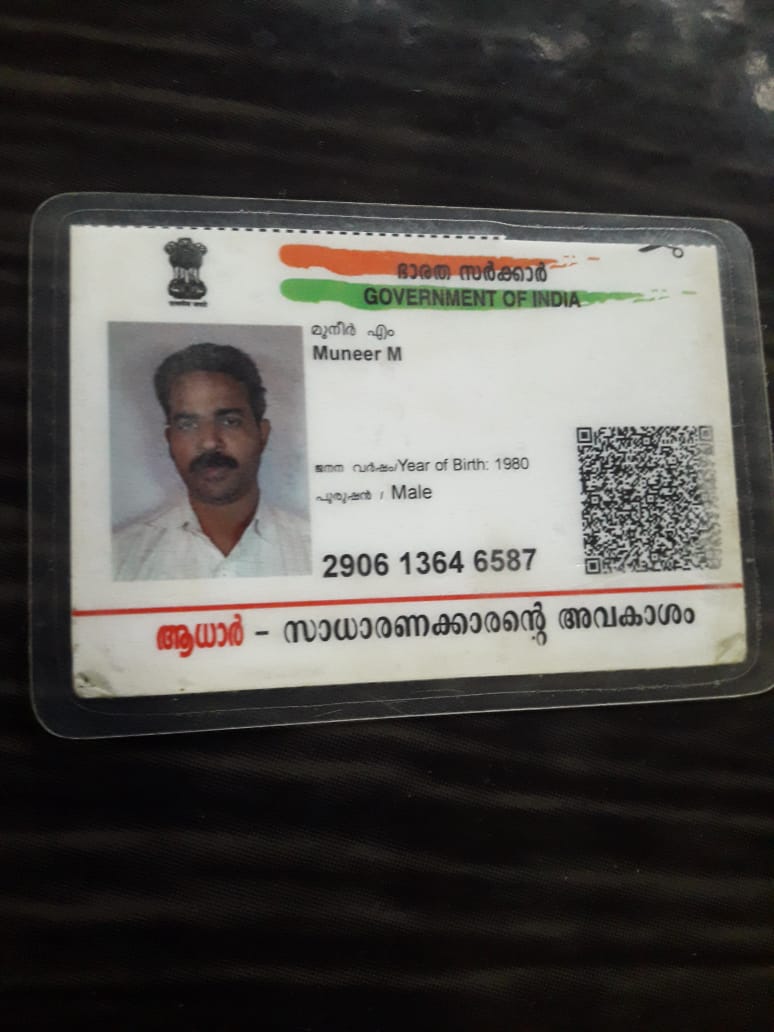 ഭാരത സർക്കാർ
GOVERNMENT OF INDIA
മുനീർ എം
Muneer M
ജനന വർഷം/Year of Birth: 1980
പുരുഷൻ / Male
2906 1364 6587
ആധാർ – സാധാരണക്കാരന്റെ അവകാശം